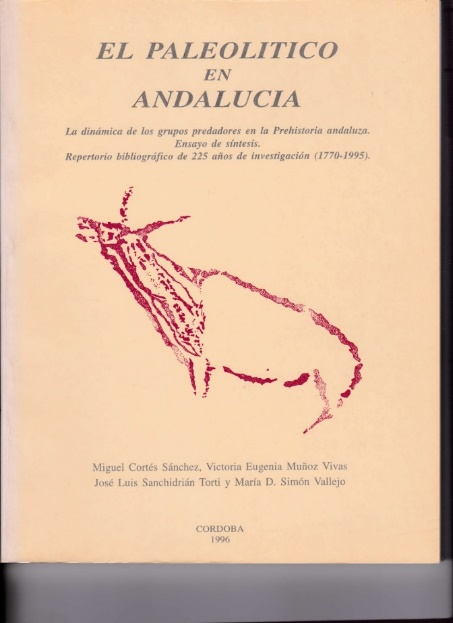 EL PALEOLITICO
EN
ANDALUCIA
La dinámica de los grupos predadores en la Prehistoria andaluza.
Ensayo de síntesis.
Repertorio bibliográfico de 225 años de investigación (1770-1995).
Miguel Cortés Sánchez, Victoria Eugenia Muñoz Vivas
José Luis Sanchidrián Torti y María D. Simón Vallejo
CORDOBA
1996